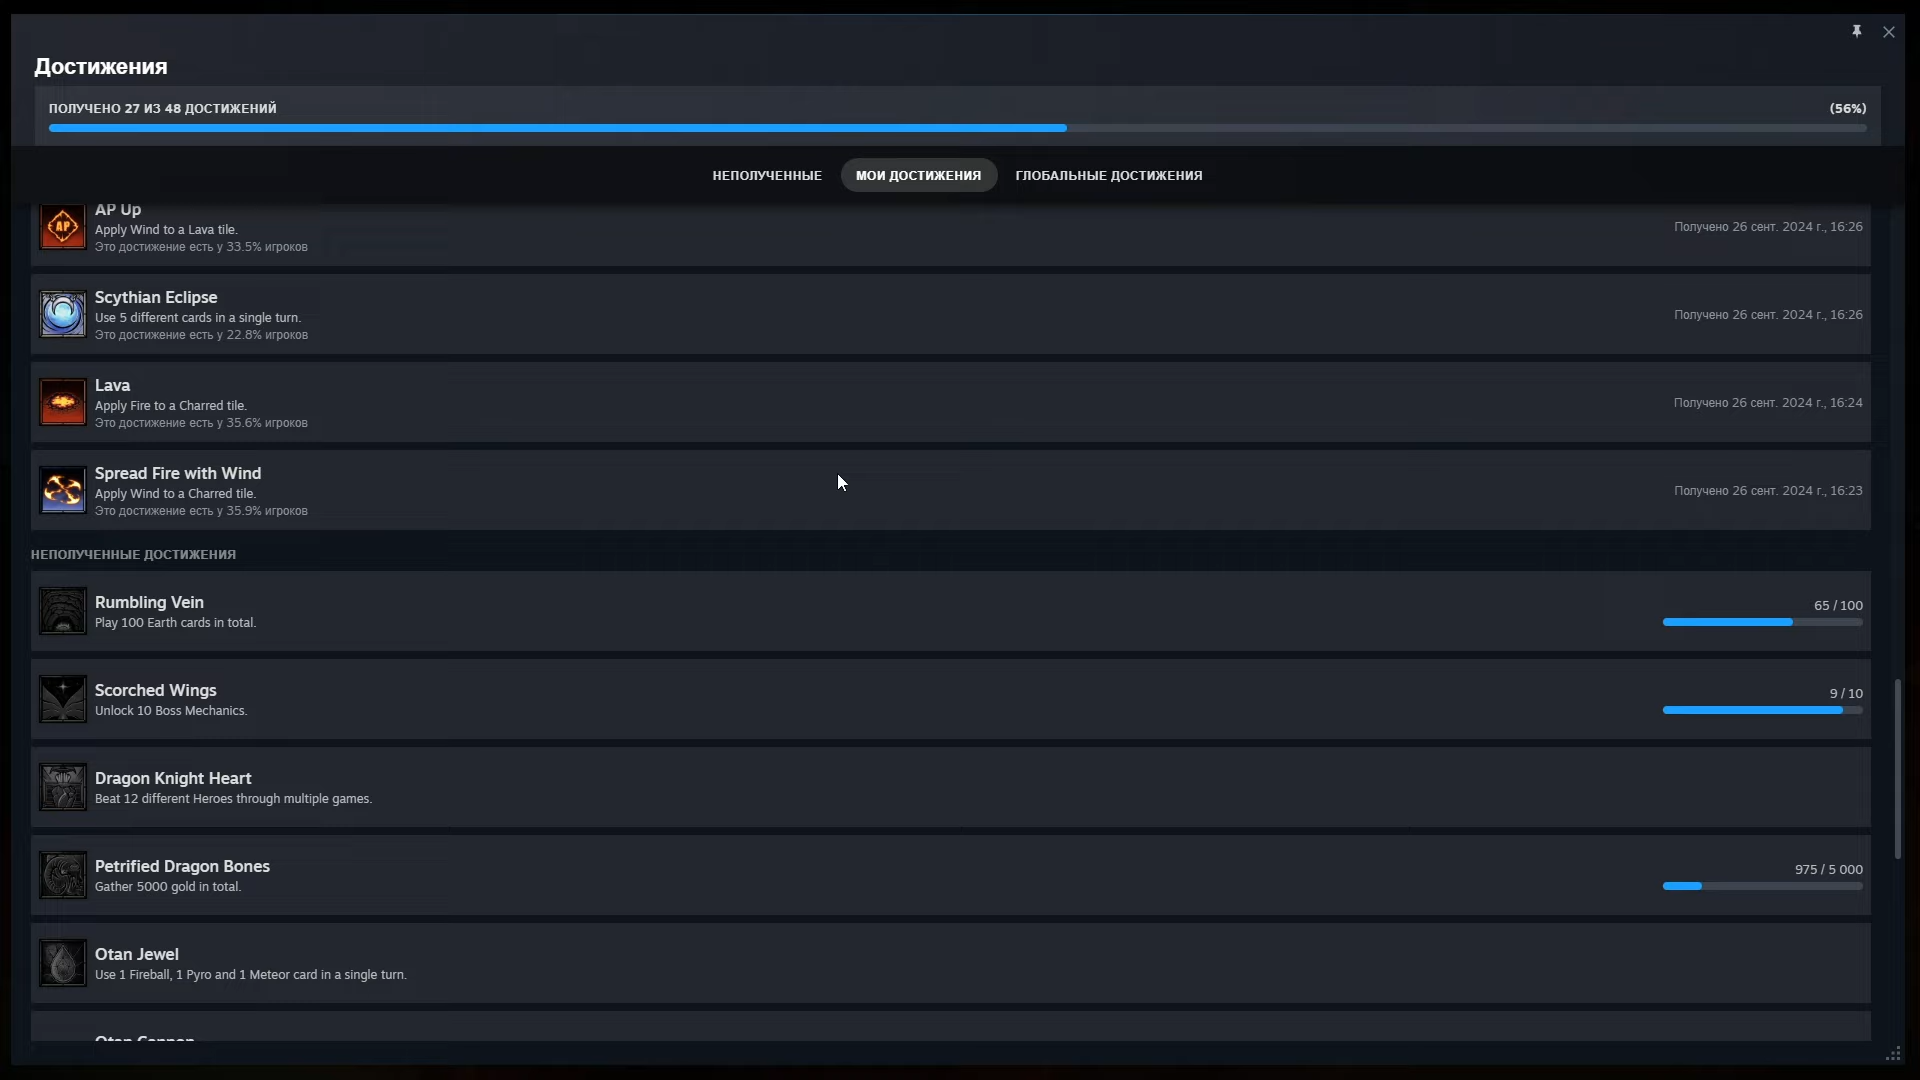 Достижения
ПОЛУЧЕНО 27 ИЗ 48 ДОСТИЖЕНИЙ
(56%)
НЕПОЛУЧЕННЫЕ
МОИ ДОСТИЖЕНИЯ
ГЛОБАЛЬНЫЕ ДОСТИЖЕНИЯ
AP Up
AP
Apply Wind to a Lava tile.
Это достижение есть у 33.5% игроков
Получено 26 сент. 2024 г., 16:26
Scythian Eclipse
Use 5 different cards in a single turn.
Это достижение есть у 22.8% игроков
Получено 26 сент. 2024 г., 16:26
Lava
Apply Fire to a Charred tile.
Это достижение есть у 35.6% игроков
Получено 26 сент. 2024 г., 16:24
Spread Fire with Wind
Apply Wind to a Charred tile.
Это достижение есть у 35.9% игроков
Получено 26 сент. 2024 г., 16:23
НЕПОЛУЧЕННЫЕ ДОСТИЖЕНИЯ
Rumbling Vein
Play 100 Earth cards in total.
65 / 100
Scorched Wings
Unlock 10 Boss Mechanics.
9 / 10
Dragon Knight Heart
Beat 12 different Heroes through multiple games.
Petrified Dragon Bones
Gather 5000 gold in total.
975 / 5 000
Otan Jewel
Use 1 Fireball, 1 Pyro and 1 Meteor card in a single turn.